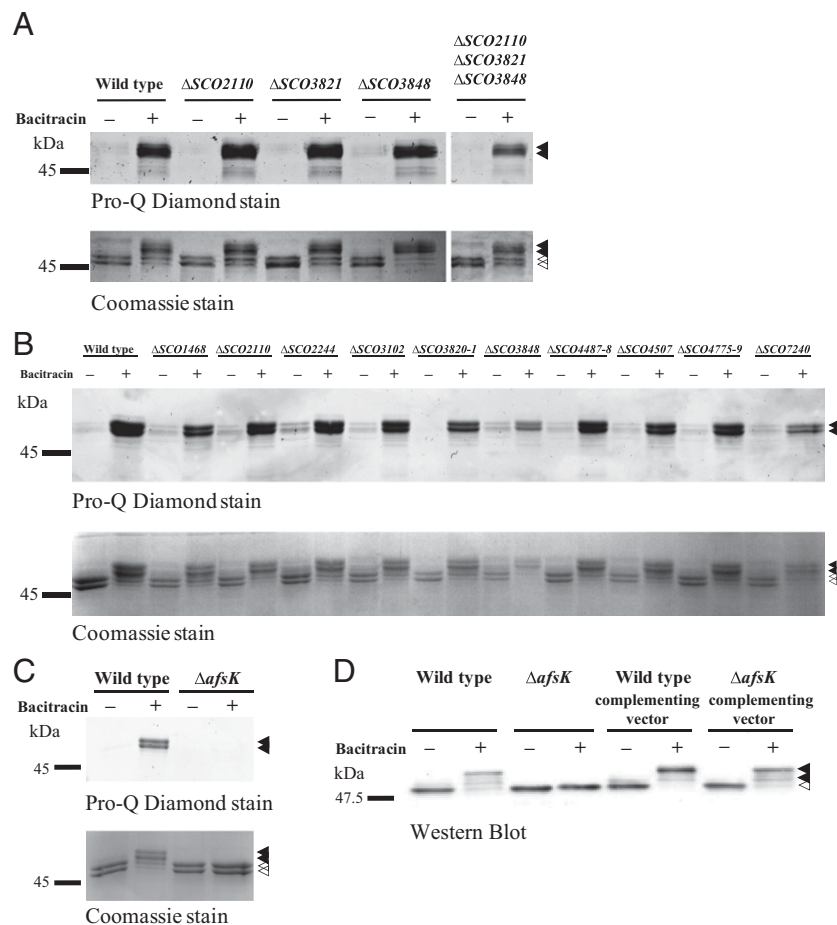 A
ΔSCO2110
ΔSCO3821
ΔSCO3848
Wild type ΔSCO2110 ΔSCO3821 ΔSCO3848
Bacitracin – + – + – + – + – +
kDa
45
Pro-Q Diamond stain
45
Coomassie stain
B
Wild type ΔSCO1468 ΔSCO2110 ΔSCO2244 ΔSCO3102 ΔSCO3820-1 ΔSCO3848 ΔSCO4487-8 ΔSCO4507 ΔSCO4775-9 ΔSCO7240
Bacitracin – + – + – + – + – + – + – + – + – + – + – +
kDa
45
Pro-Q Diamond stain
45
Coomassie stain
C
Wild type ΔafsK
Bacitracin – + – +
kDa
45
Pro-Q Diamond stain
45
Coomassie stain
D
Wild type ΔafsK Wild type complementing vector ΔafsK complementing vector
Bacitracin – + – + – + – +
kDa
47.5
Western Blot